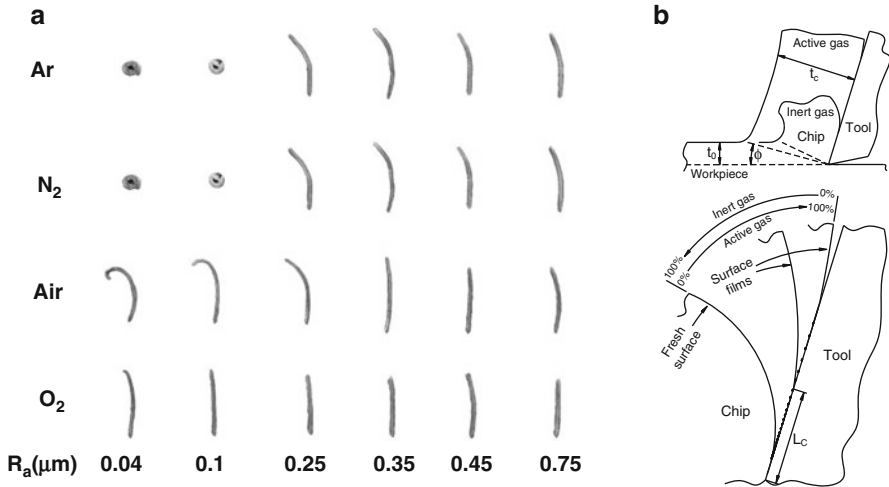 a
Ar
N2
Air
O2
Ra(μm) 0.04 0.1 0.25 0.35 0.45 0.75
b
Active gas
tc
Inert gas
Chip
Tool
t0
ϕ
Workpiece
Inert gas
0%
Active gas
100%
100%
0%
Surface
films
Fresh
surface
Tool
Chip
LC